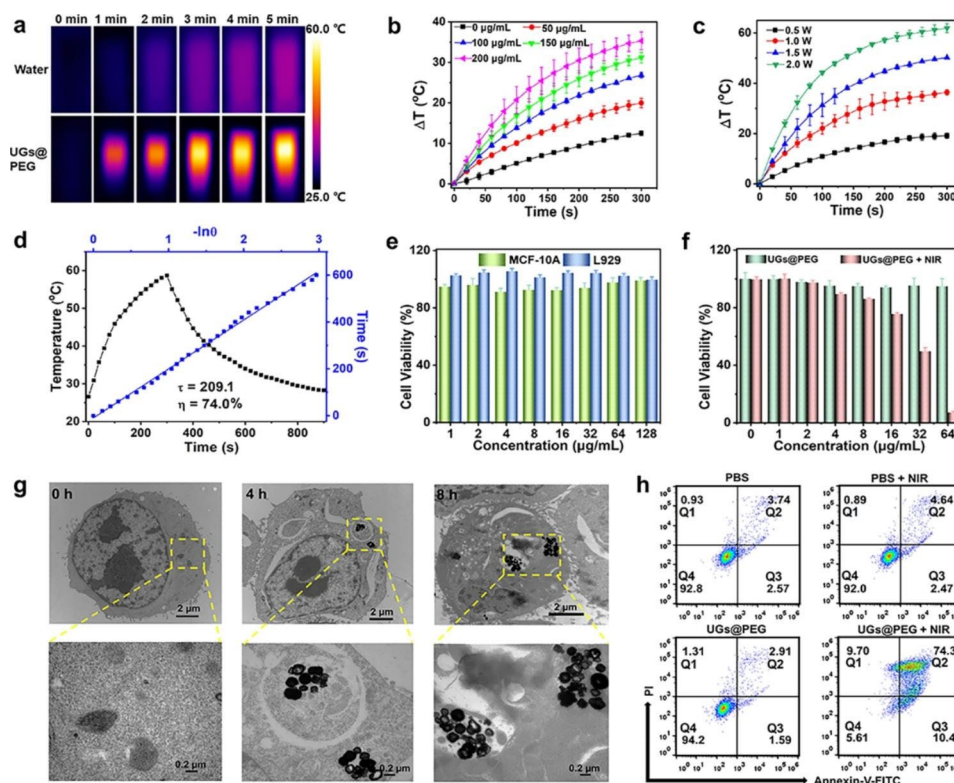 a
0 min 1 min 2 min 3 min 4 min 5 min
60.0 ℃
Water
UGs@
PEG
25.0 ℃
b
0 μg/mL 50 μg/mL
100 μg/mL 150 μg/mL
200 μg/mL
ΔT (°C)
40
30
20
10
0
0 50 100 150 200 250 300
Time (s)
c
0.5 W
1.0 W
1.5 W
2.0 W
ΔT (°C)
60
40
20
0
0 50 100 150 200 250 300
Time (s)
d
-lnθ
0 1 2 3
Temperature (°C)
60
50
40
30
20
600
400
200
0
Time (s)
τ = 209.1
η = 74.0%
0 200 400 600 800
Time (s)
e
MCF-10A L929
Cell Viability (%)
120
80
40
0
1 2 4 8 16 32 64 128
Concentration (μg/mL)
f
UGs@PEG UGs@PEG + NIR
Cell Viability (%)
120
80
40
0
0 1 2 4 8 16 32 64
Concentration (μg/mL)
g
0 h
2 μm
4 h
2 μm
8 h
2 μm
0.2 μm
0.2 μm
0.2 μm
h
PBS
0.93 3.74
Q1 Q2
Q4 Q3
92.8 2.57
PBS + NIR
0.89 4.64
Q1 Q2
Q4 Q3
92.0 2.47
UGs@PEG
1.31 2.91
Q1 Q2
Q4 Q3
94.2 1.59
UGs@PEG + NIR
9.70 74.3
Q1 Q2
Q4 Q3
5.61 10.4
PI
Annexin-V-FITC